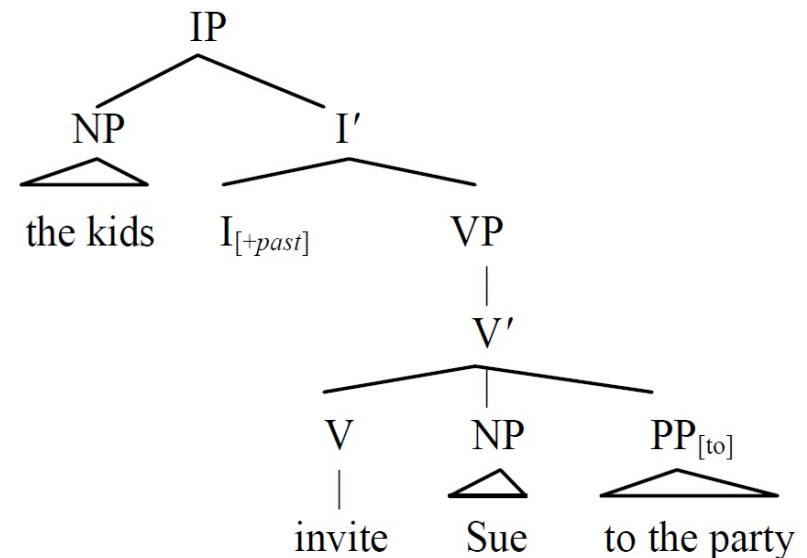 IP
NP I′
the kids I[+past] VP
V′
V NP PP[to]
invite Sue to the party